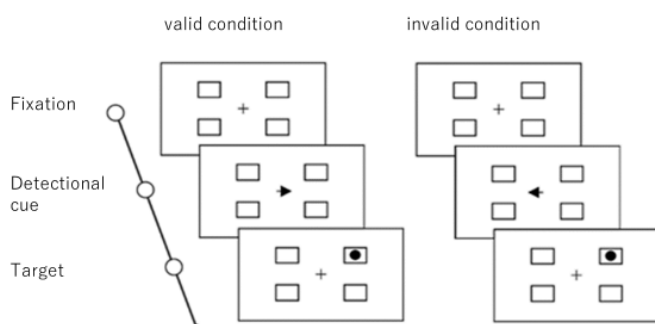 valid condition
invalid condition
Fixation
Detectional
cue
Target